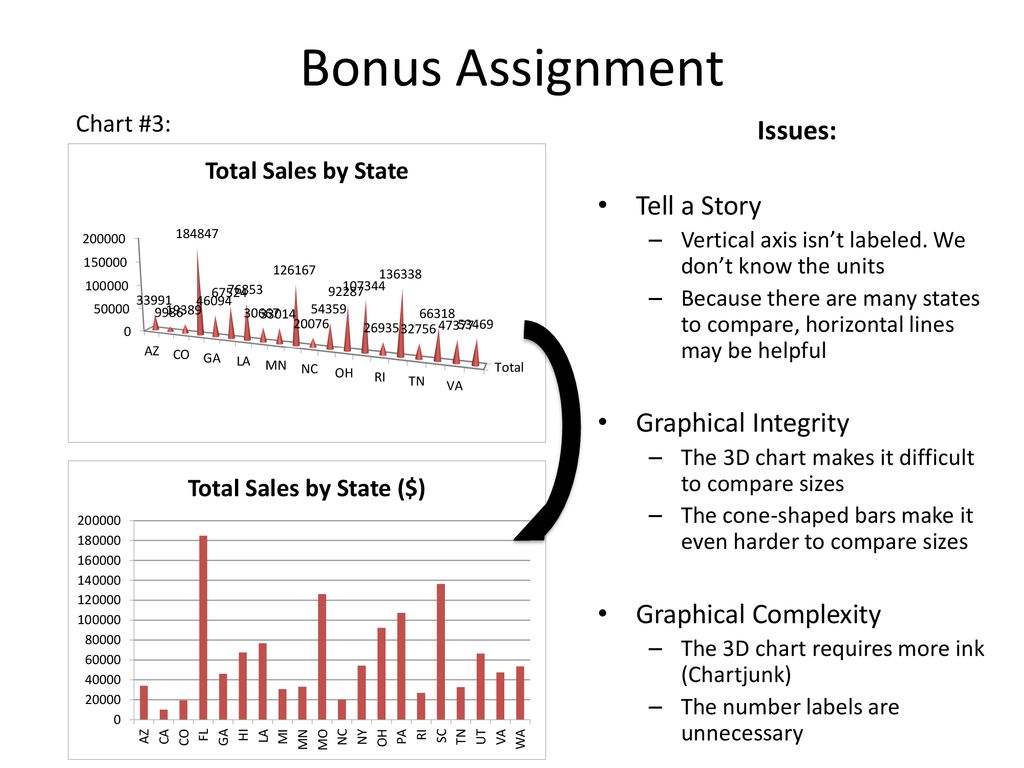 Bonus Assignment
Chart #3:
Total Sales by State
200000
150000
100000
50000
0
33991
9986
19389
184847
46094
67524
76853
30667
33014
126167
20076
54359
92287
107344
26935
136338
32756
66318
47377
53469
AZ CO GA LA MN NC OH RI TN VA
Total
Total Sales by State ($)
200000
180000
160000
140000
120000
100000
80000
60000
40000
20000
0
AZ CA CO FL GA HI LA MI MN MO NC NY OH PA RI SC TN UT VA WA
Issues:
• Tell a Story
– Vertical axis isn’t labeled. We
don’t know the units
– Because there are many states
to compare, horizontal lines
may be helpful
• Graphical Integrity
– The 3D chart makes it difficult
to compare sizes
– The cone-shaped bars make it
even harder to compare sizes
• Graphical Complexity
– The 3D chart requires more ink
(Chartjunk)
– The number labels are
unnecessary